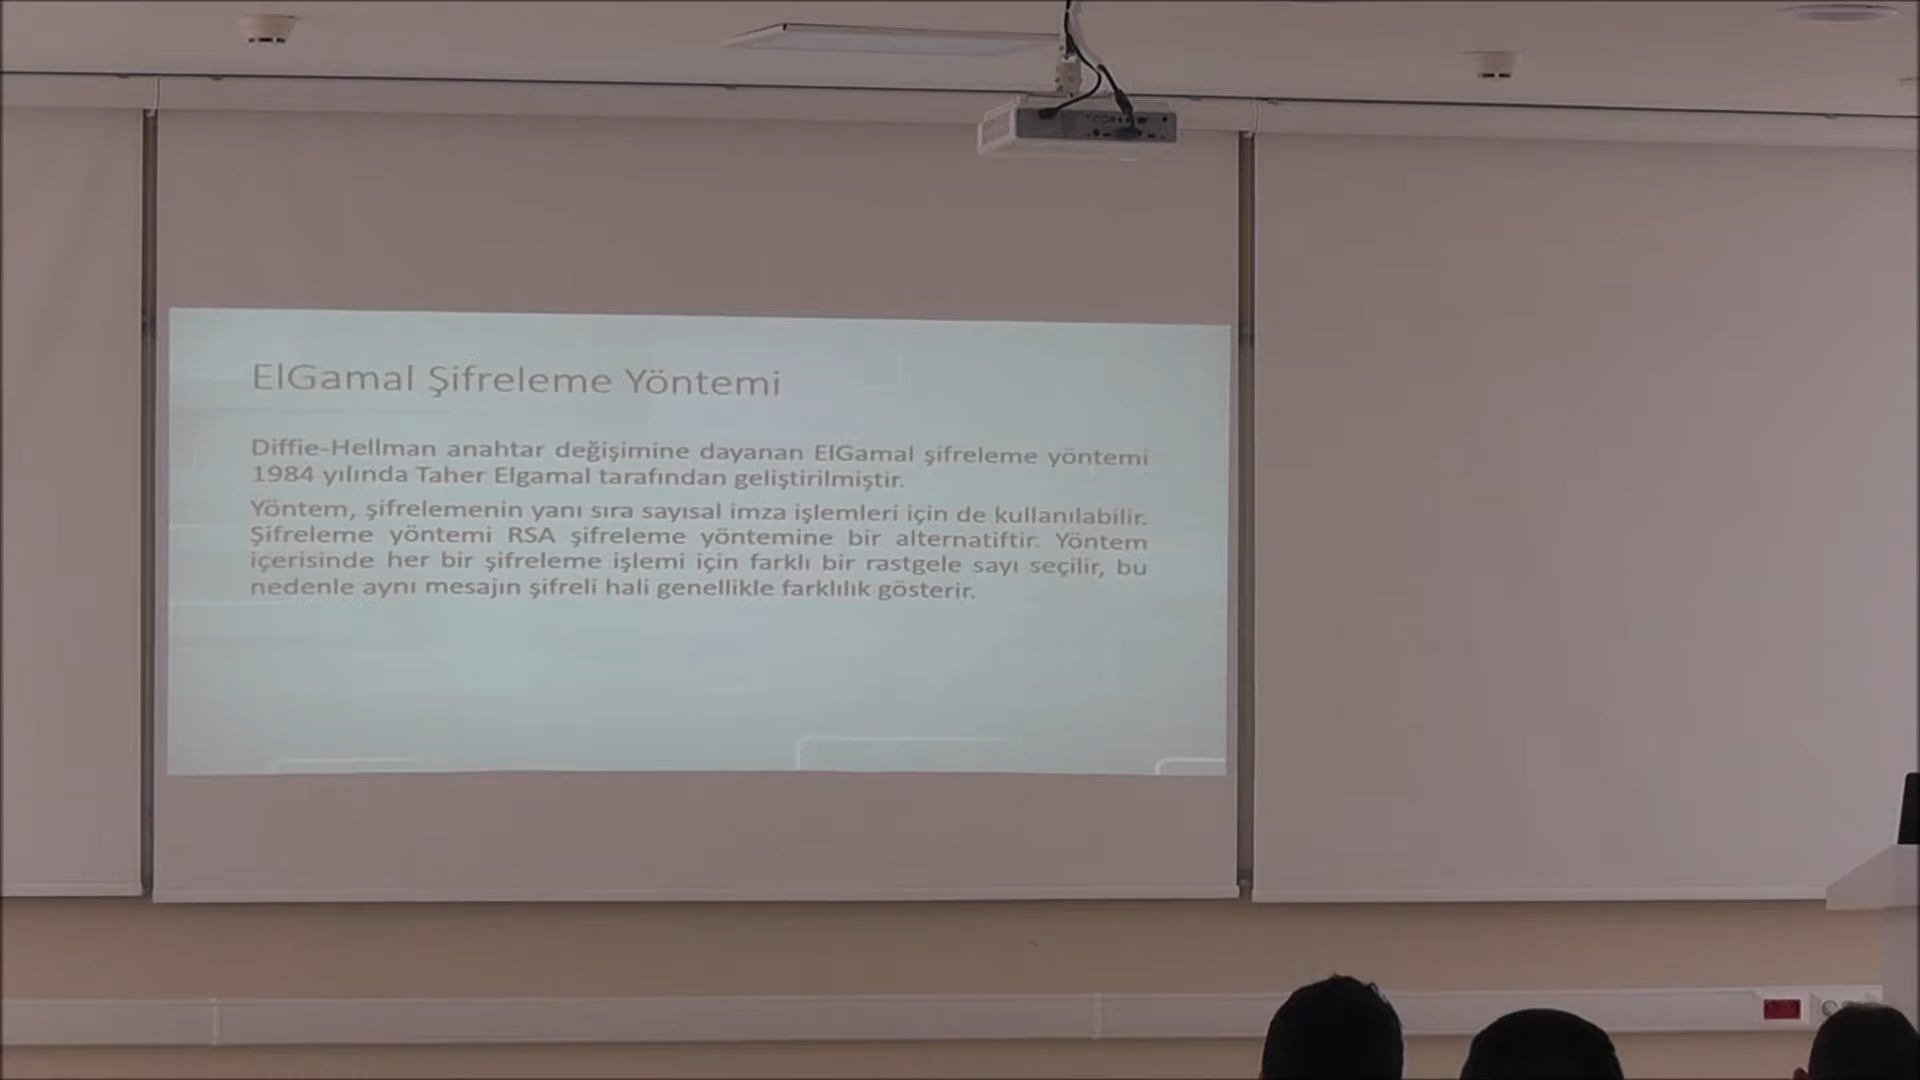 ElGamal Şifreleme Yöntemi
Diffie-Hellman anahtar değişimine dayanan ElGamal şifreleme yöntemi
1984 yılında Taher Elgamal tarafından geliştirilmiştir.
Yöntem, şifrelemenin yanı sıra sayısal imza işlemleri için de kullanılabilir.
Şifreleme yöntemi RSA şifreleme yöntemine bir alternatiftir. Yöntem
içerisinde her bir şifreleme işlemi için farklı bir rastgele sayı seçilir, bu
nedenle aynı mesajın şifreli hali genellikle farklılık gösterir.